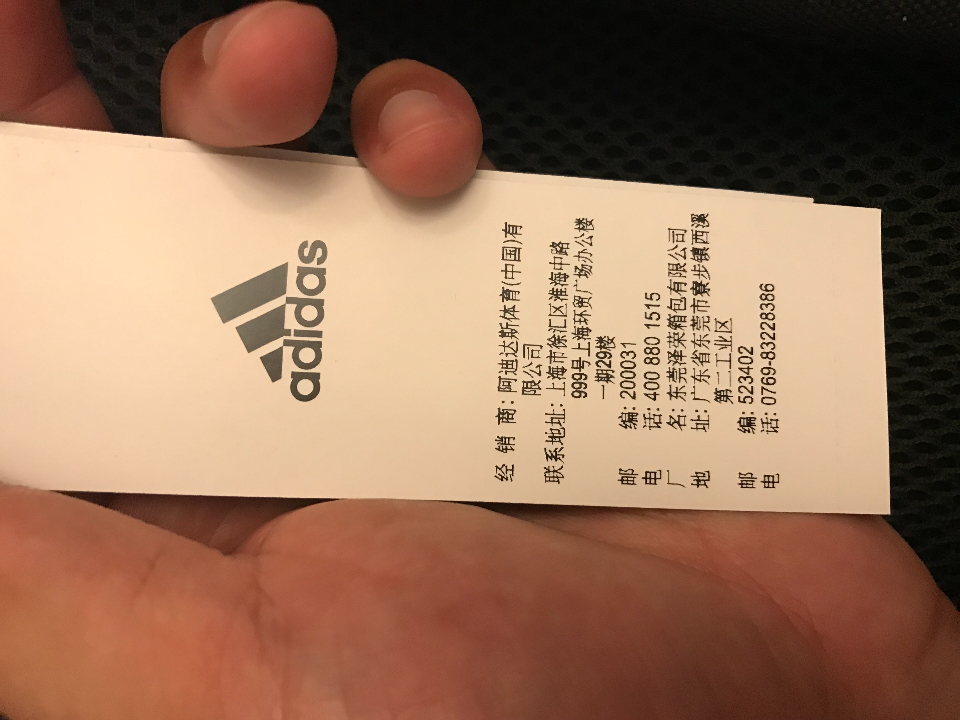 adidas
经 销 商: 阿迪达斯体育(中国)有
限公司
联系地址: 上海市徐汇区淮海中路
999号上海环贸广场办公楼
一期29楼
邮 编: 200031
电 话: 400 880 1515
厂 名: 东莞泽荣箱包有限公司
地 址: 广东省东莞市寮步镇西溪
第二工业区
邮 编: 523402
电 话: 0769-83228386